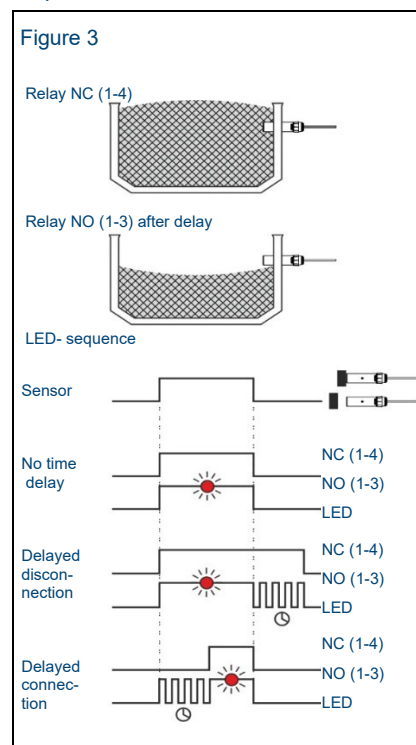 Figure 3
Relay NC (1-4)
Relay NO (1-3) after delay
LED- sequence
Sensor
No time
delay
NC (1-4)
NO (1-3)
LED
Delayed
discon-
nection
NC (1-4)
NO (1-3)
LED
Delayed
connec-
tion
NC (1-4)
NO (1-3)
LED